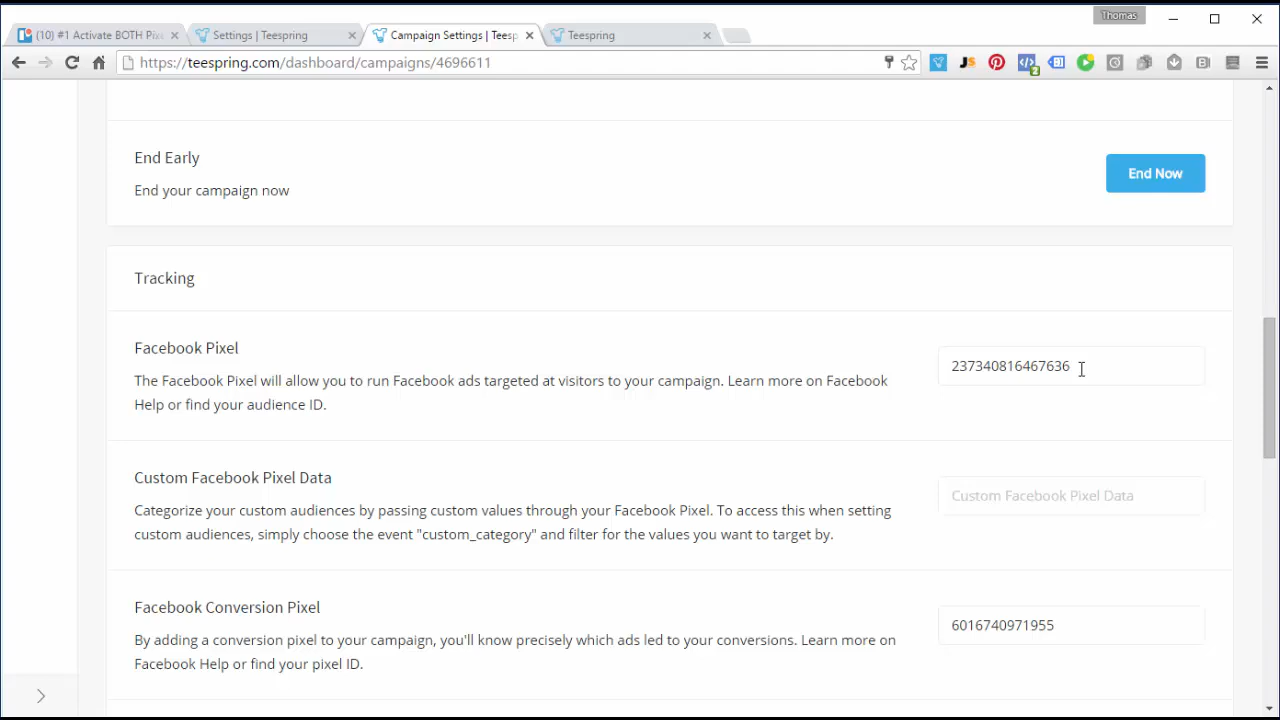 Thomas
(10) #1 Activate BOTH Pix
Settings | Teespring
Campaign Settings | Teesp
Teespring
https://teespring.com/dashboard/campaigns/4696611
JS
2
End Early
End your campaign now
End Now
Tracking
Facebook Pixel
The Facebook Pixel will allow you to run Facebook ads targeted at visitors to your campaign. Learn more on Facebook
Help or find your audience ID.
237340816467636
Custom Facebook Pixel Data
Categorize your custom audiences by passing custom values through your Facebook Pixel. To access this when setting
custom audiences, simply choose the event "custom_category" and filter for the values you want to target by.
Custom Facebook Pixel Data
Facebook Conversion Pixel
By adding a conversion pixel to your campaign, you'll know precisely which ads led to your conversions. Learn more on
Facebook Help or find your pixel ID.
6016740971955